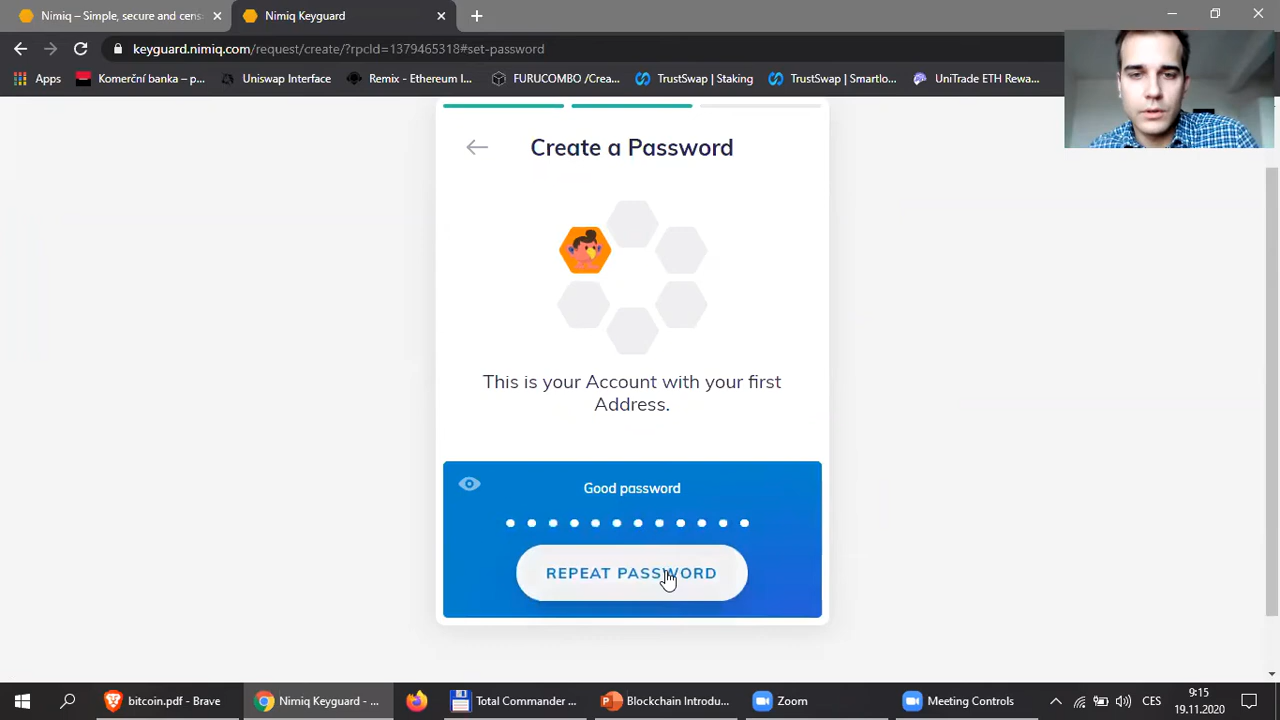 Nimiq – Simple, secure and cens
Nimiq Keyguard
keyguard.nimiq.com/request/create/?rpcId=1379465318#set-password
Apps
Komerční banka – p...
Uniswap Interface
Remix - Ethereum I...
FURUCOMBO /Crea...
TrustSwap | Staking
TrustSwap | Smartlo...
UniTrade ETH Rewa...
Create a Password
This is your Account with your first
Address.
Good password
REPEAT PASSWORD
bitcoin.pdf - Brave
Nimiq Keyguard - ...
Total Commander ...
Blockchain Introdu...
Zoom
Meeting Controls
CES
9:15
19.11.2020